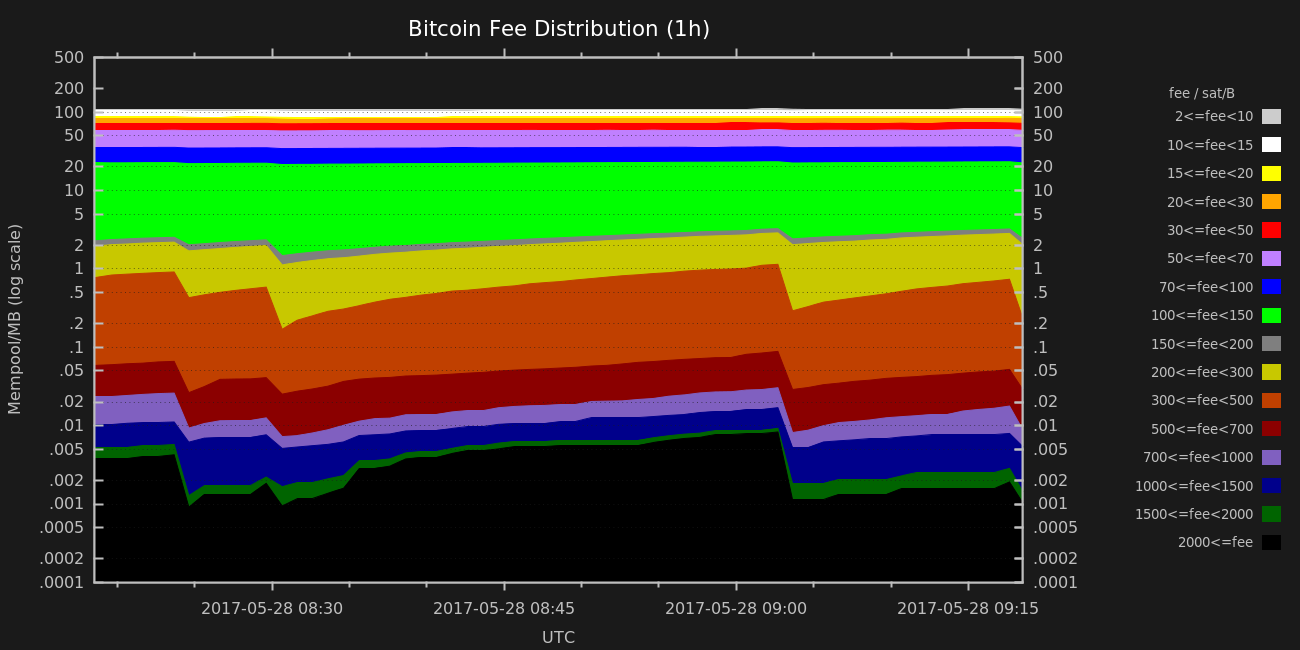 Bitcoin Fee Distribution (1h)
Mempool/MB (log scale)
500
200
100
50
20
10
5
2
1
.5
.2
.1
.05
.02
.01
.005
.002
.001
.0005
.0002
.0001
500
200
100
50
20
10
5
2
1
.5
.2
.1
.05
.02
.01
.005
.002
.001
.0005
.0002
.0001
2017-05-28 08:30
2017-05-28 08:45
2017-05-28 09:00
2017-05-28 09:15
UTC
fee / sat/B
2<=fee<10
10<=fee<15
15<=fee<20
20<=fee<30
30<=fee<50
50<=fee<70
70<=fee<100
100<=fee<150
150<=fee<200
200<=fee<300
300<=fee<500
500<=fee<700
700<=fee<1000
1000<=fee<1500
1500<=fee<2000
2000<=fee